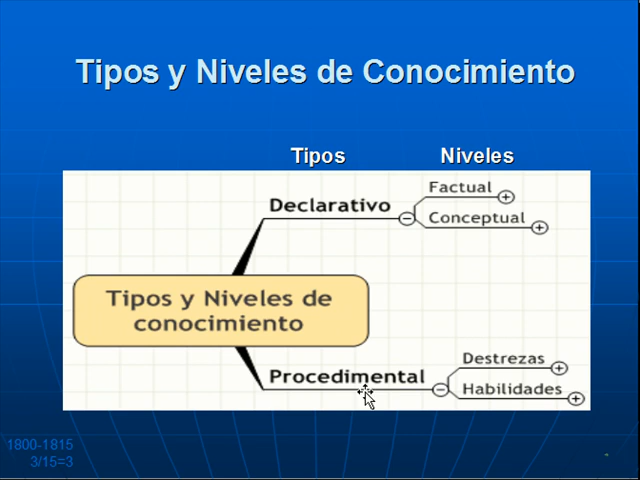 Tipos y Niveles de Conocimiento
Tipos Niveles
Declarativo
Factual
Conceptual
Tipos y Niveles de
conocimiento
Procedimental
Destrezas
Habilidades
1800-1815
3/15=3